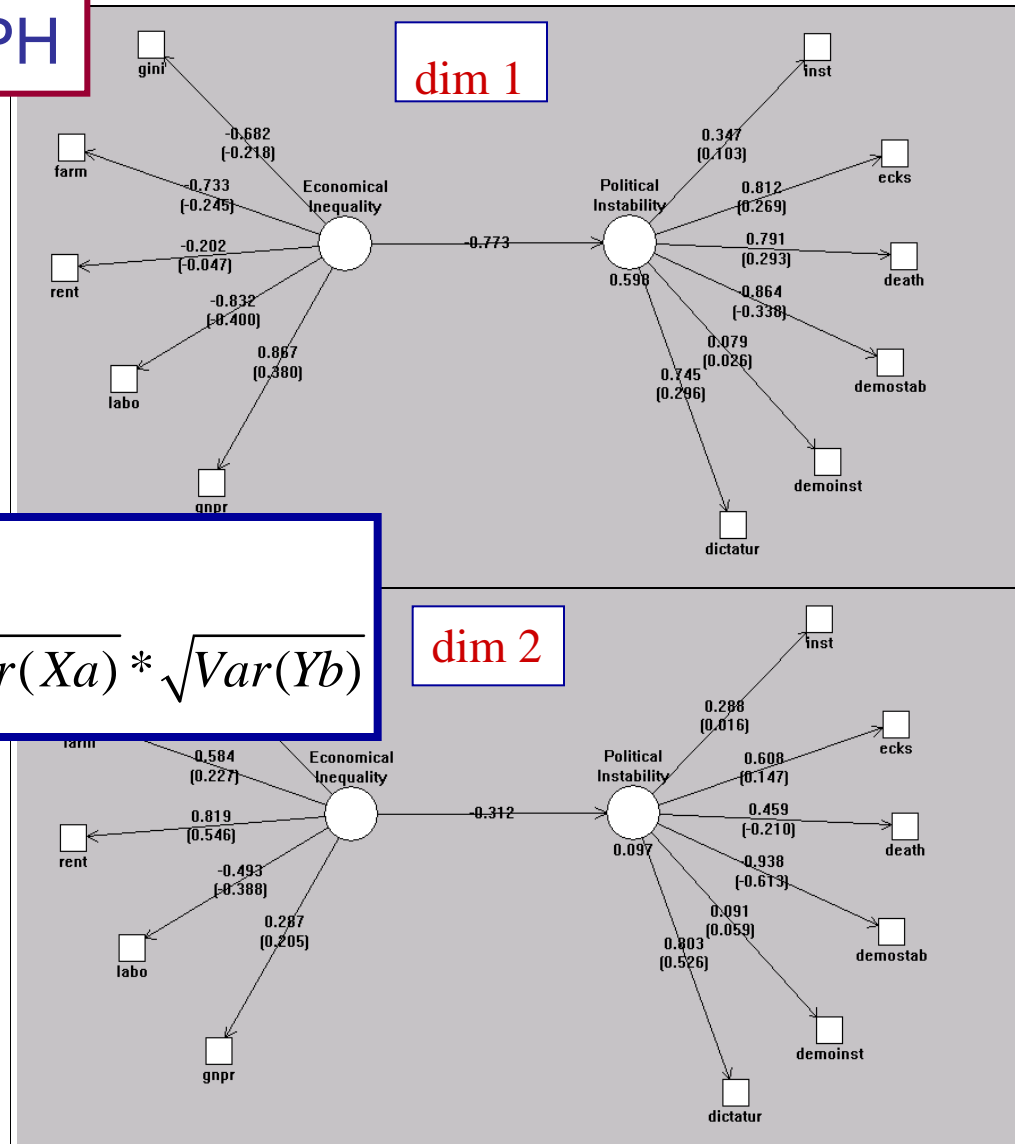 PH
dim 1
gini
inst
-0.682
(-0.218)
0.347
(0.103)
farm
ecks
-0.733
(-0.245)
Economical
Inequality
Political
Instability
0.812
(0.269)
-0.202
(-0.047)
-0.773
0.791
(0.293)
rent
0.598
death
-0.832
(-0.400)
-0.864
(-0.338)
0.867
(0.380)
0.079
(0.026)
0.745
(0.296)
labo
demostab
gnpr
demoinst
dictatur
r(Xa) * √Var(Yb)
dim 2
inst
0.288
(0.016)
farm
ecks
0.584
(0.227)
Economical
Inequality
Political
Instability
0.608
(0.147)
0.819
(0.546)
-0.312
0.459
(-0.210)
rent
0.097
death
-0.493
(-0.388)
-0.938
(-0.613)
0.287
(0.205)
0.091
(0.059)
0.803
(0.526)
labo
demostab
gnpr
demoinst
dictatur